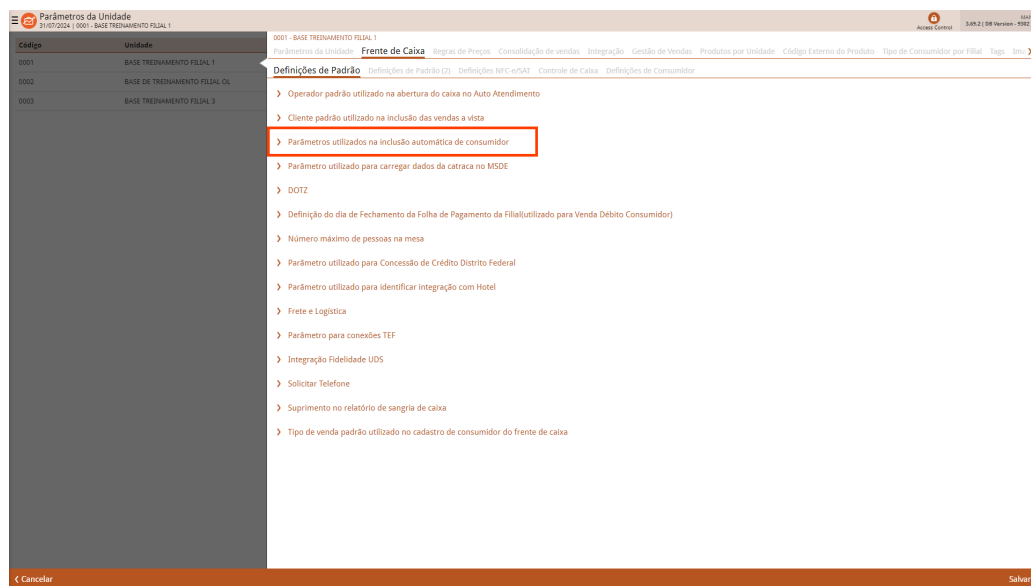 Parâmetros da Unidade
31/07/2024 | 0001 - BASE TREINAMENTO FILIAL 1
Access Control
3.69.2 | DB Version - 9302
Código Unidade
0001 BASE TREINAMENTO FILIAL 1
0002 BASE DE TREINAMENTO FILIAL OL
0003 BASE TREINAMENTO FILIAL 3
0001 - BASE TREINAMENTO FILIAL 1
Parâmetros da Unidade Frente de Caixa Regras de Preços Consolidação de vendas Integração Gestão de Vendas Produtos por Unidade Código Externo do Produto Tipo de Consumidor por Filial Tags
Definições de Padrão Definições de Padrão (2) Definições NFC-e/SAT Controle de Caixa Definições de Consumidor
Operador padrão utilizado na abertura do caixa no Auto Atendimento
Cliente padrão utilizado na inclusão das vendas a vista
Parâmetros utilizados na inclusão automática de consumidor
Parâmetro utilizado para carregar dados da catraca no MSDE
DOTZ
Definição do dia de Fechamento da Folha de Pagamento da Filial(utilizado para Venda Débito Consumidor)
Número máximo de pessoas na mesa
Parâmetro utilizado para Concessão de Crédito Distrito Federal
Parâmetro utilizado para identificar integração com Hotel
Frete e Logística
Parâmetro para conexões TEF
Integração Fidelidade UDS
Solicitar Telefone
Suprimento no relatório de sangria de caixa
Tipo de venda padrão utilizado no cadastro de consumidor do frente de caixa
Cancelar
Salvar